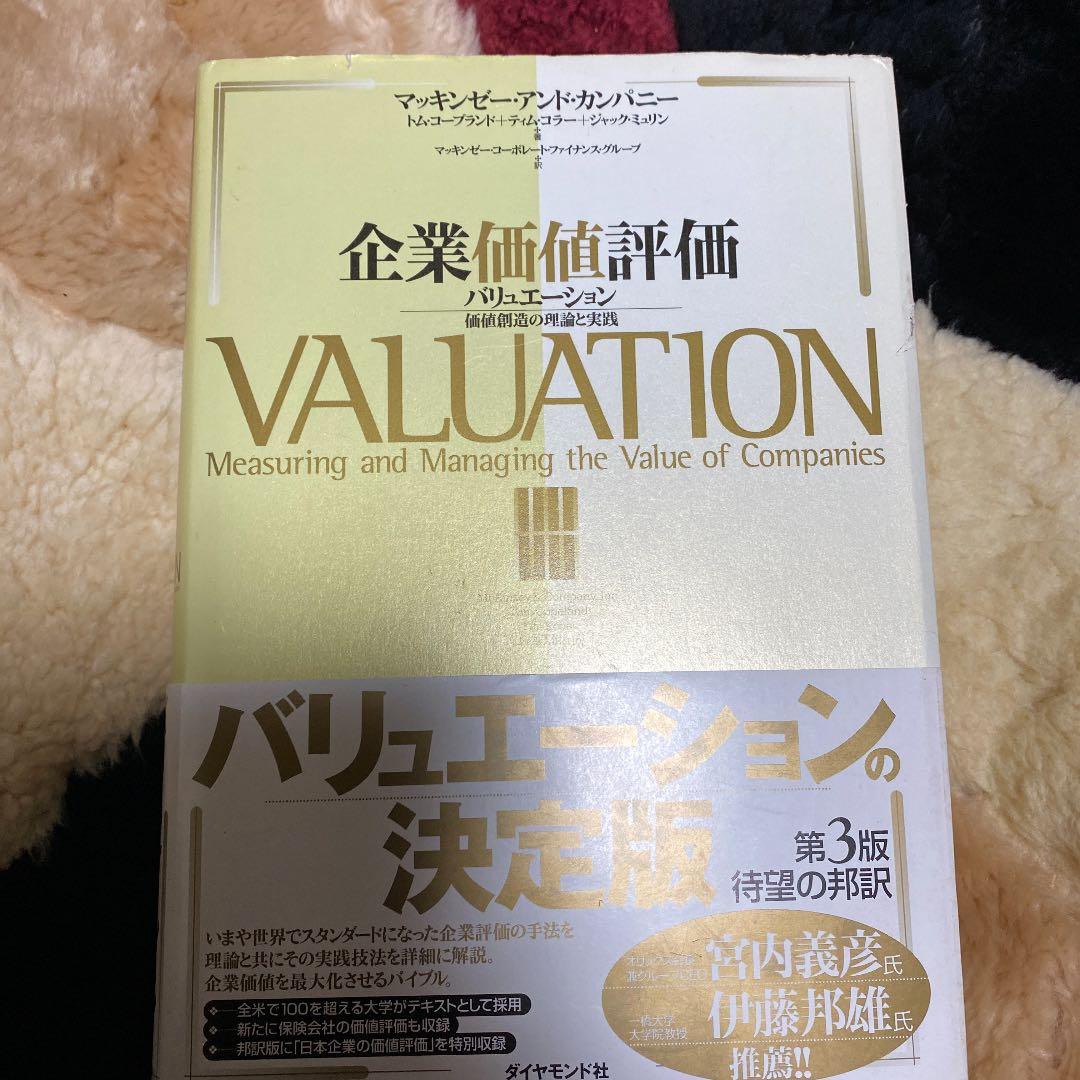 マッキンゼー・アンド・カンパニー
トム・コープランド+ティム・コラー+ジャック・ミュリン
著
マッキンゼー・コーポレート・ファイナンス・グループ
訳
企業価値評価
バリュエーション
価値創造の理論と実践
VALUATION
Measuring and Managing the Value of Companies
バリュエーションの
決定版
第3版
待望の邦訳
いまや世界でスタンダードになった企業評価の手法を
理論と共にその実践技法を詳細に解説。
企業価値を最大化させるバイブル。
全米で100を超える大学がテキストとして採用
新たに保険会社の価値評価も収録
邦訳版に「日本企業の価値評価」を特別収録
宮内義彦氏
一橋大学
大学院教授
伊藤邦雄氏
推薦!!
ダイヤモンド社